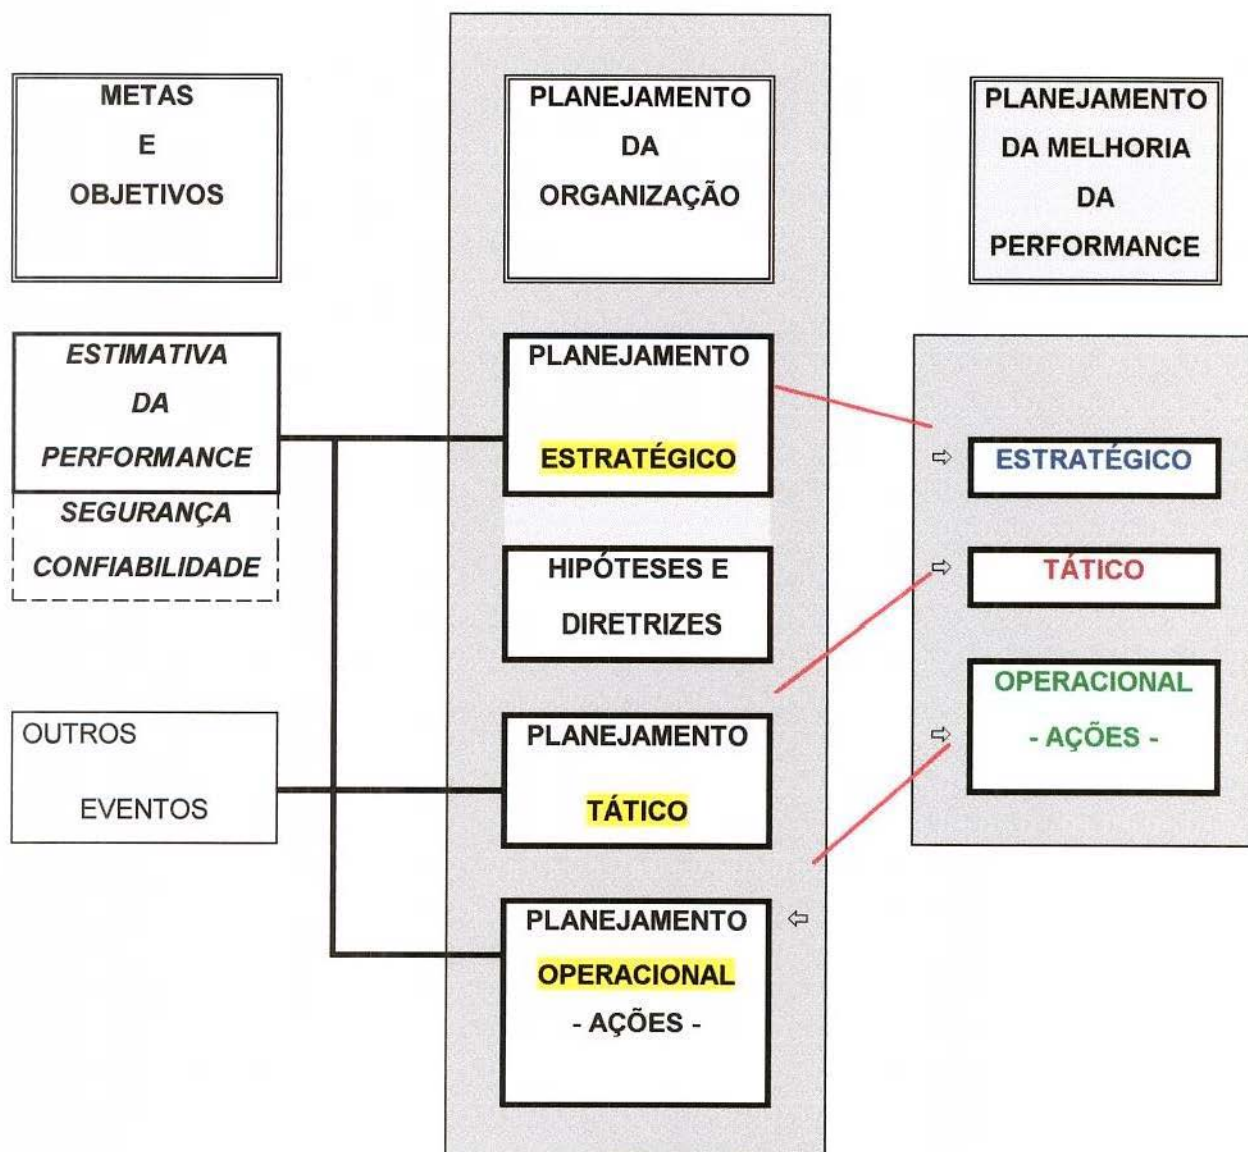 METAS
E
OBJETIVOS
PLANEJAMENTO
DA
ORGANIZAÇÃO
PLANEJAMENTO
DA MELHORIA
DA
PERFORMANCE
ESTIMATIVA
DA
PERFORMANCE
SEGURANÇA
CONFIABILIDADE
OUTROS
EVENTOS
PLANEJAMENTO
ESTRATÉGICO
HIPÓTESES E
DIRETRIZES
PLANEJAMENTO
TÁTICO
PLANEJAMENTO
OPERACIONAL
- AÇÕES -
ESTRATÉGICO
TÁTICO
OPERACIONAL
- AÇÕES -